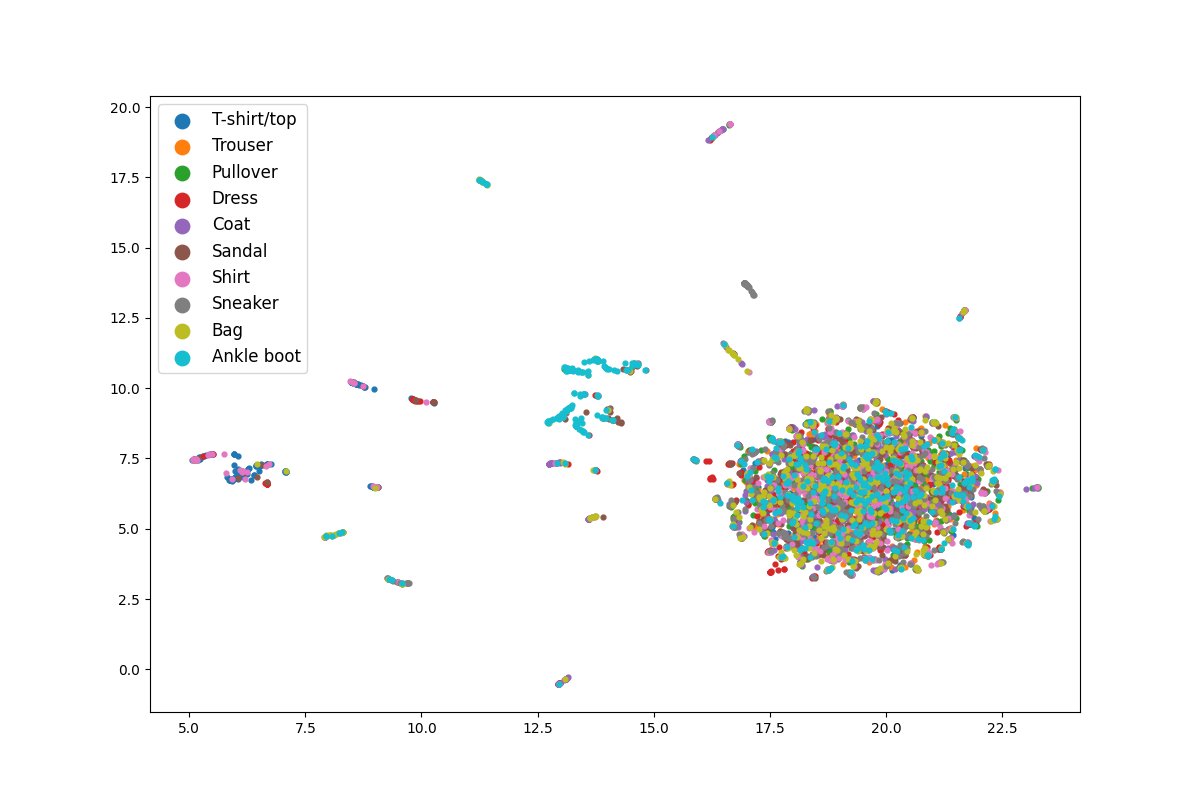 20.0
17.5
15.0
12.5
10.0
7.5
5.0
2.5
0.0
T-shirt/top
Trouser
Pullover
Dress
Coat
Sandal
Shirt
Sneaker
Bag
Ankle boot
5.0 7.5 10.0 12.5 15.0 17.5 20.0 22.5